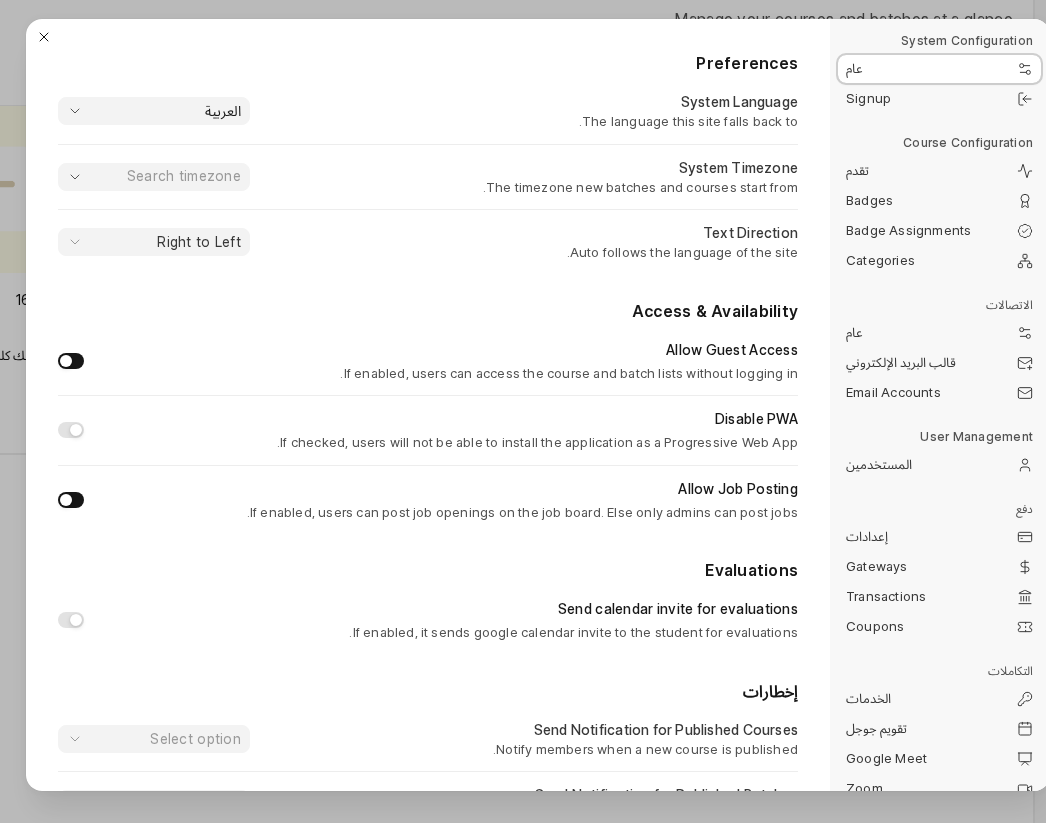 Manage your courses and batches at a glance
System Configuration
عام
Signup
Course Configuration
تقدم
Badges
Badge Assignments
Categories
الاتصالات
عام
قالب البريد الإلكتروني
Email Accounts
User Management
المستخدمين
دفع
إعدادات
Gateways
Transactions
Coupons
التكاملات
الخدمات
تقويم جوجل
Google Meet
Zoom
Preferences
System Language
العربية
The language this site falls back to.
System Timezone
Search timezone
The timezone new batches and courses start from.
Text Direction
Right to Left
Auto follows the language of the site.
Access & Availability
Allow Guest Access
If enabled, users can access the course and batch lists without logging in.
Disable PWA
If checked, users will not be able to install the application as a Progressive Web App.
Allow Job Posting
If enabled, users can post job openings on the job board. Else only admins can post jobs.
Evaluations
Send calendar invite for evaluations
If enabled, it sends google calendar invite to the student for evaluations.
إخطارات
Send Notification for Published Courses
Select option
Notify members when a new course is published.